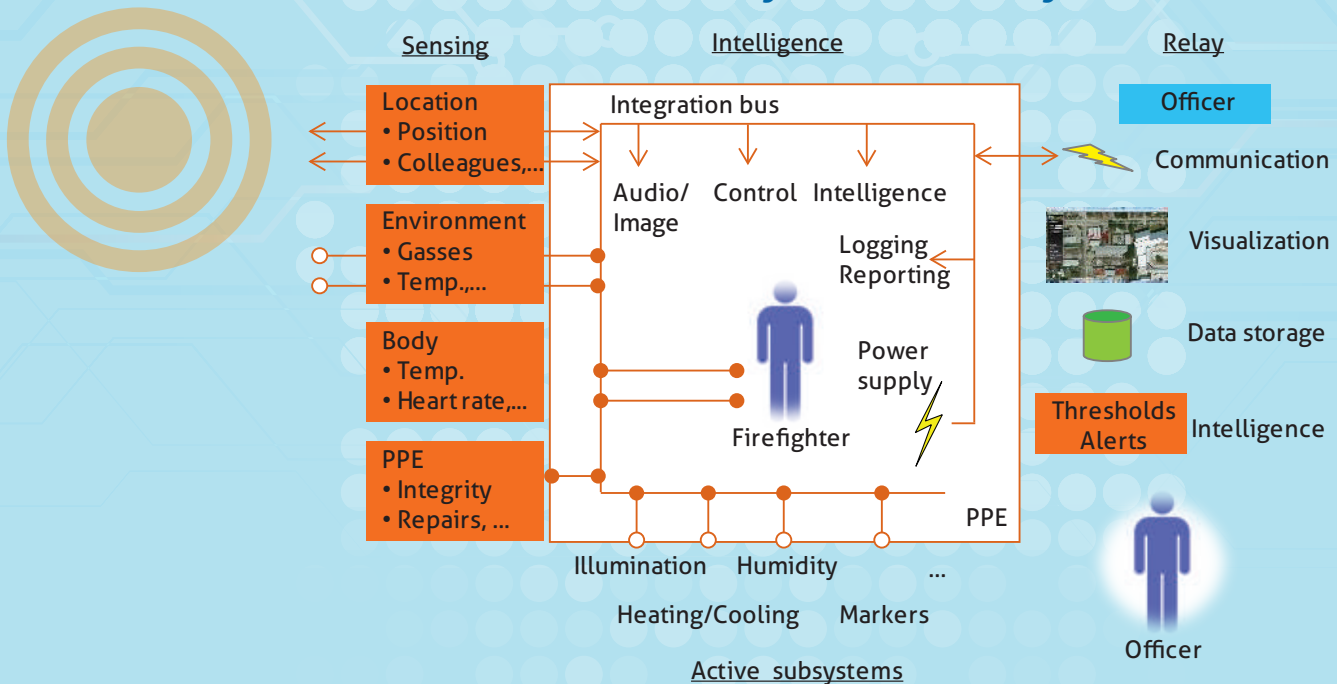 Sensing
Intelligence
Relay
Location
• Position
• Colleagues,...
Environment
• Gasses
• Temp.,...
Body
• Temp.
• Heart rate,...
PPE
• Integrity
• Repairs, ...
Integration bus
Audio/
Image
Control
Intelligence
Logging
Reporting
Power
supply
Firefighter
PPE
Illumination
Humidity
...
Heating/Cooling
Markers
Active subsystems
Officer
Communication
Visualization
Data storage
Thresholds
Alerts
Intelligence
Officer